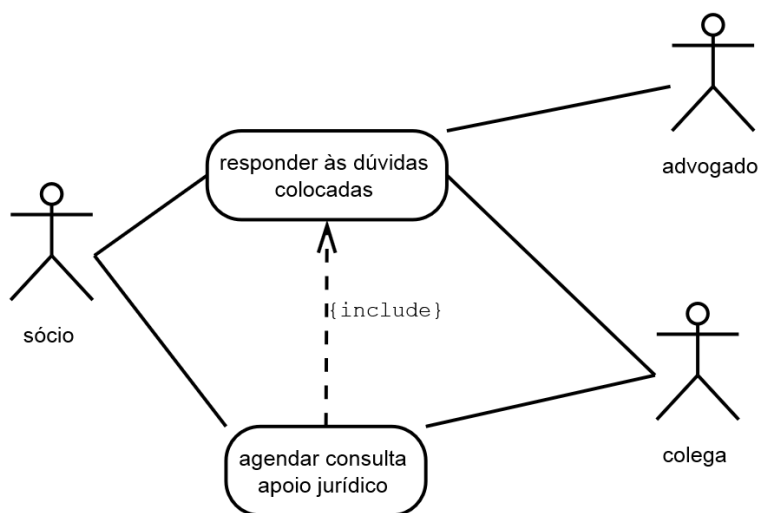 advogado
responder às dúvidas
colocadas
sócio
{include}
colega
agendar consulta
apoio jurídico